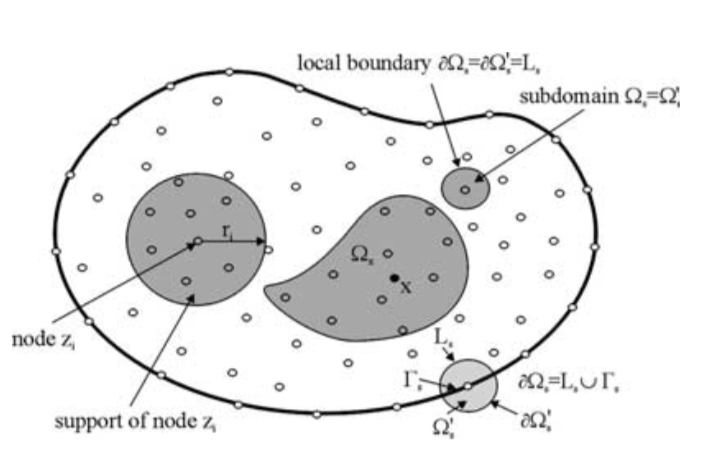 local boundary ∂Ωₛ=∂Ω'ₛ=Lₛ
subdomain Ωₛ=Ω'ₛ
rᵢ
Ωₓ
x
node zᵢ
support of node zᵢ
Lₛ
Γₛ
∂Ωₛ=Lₛ∪Γₛ
Ω'ₛ
∂Ω'ₛ